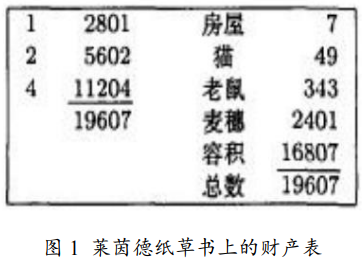 1 2801 房屋 7
2 5602 猫 49
4 11204 老鼠 343
19607 麦穗 2401
容积 16807
总数 19607
图 1 莱茵德纸草书上的财产表